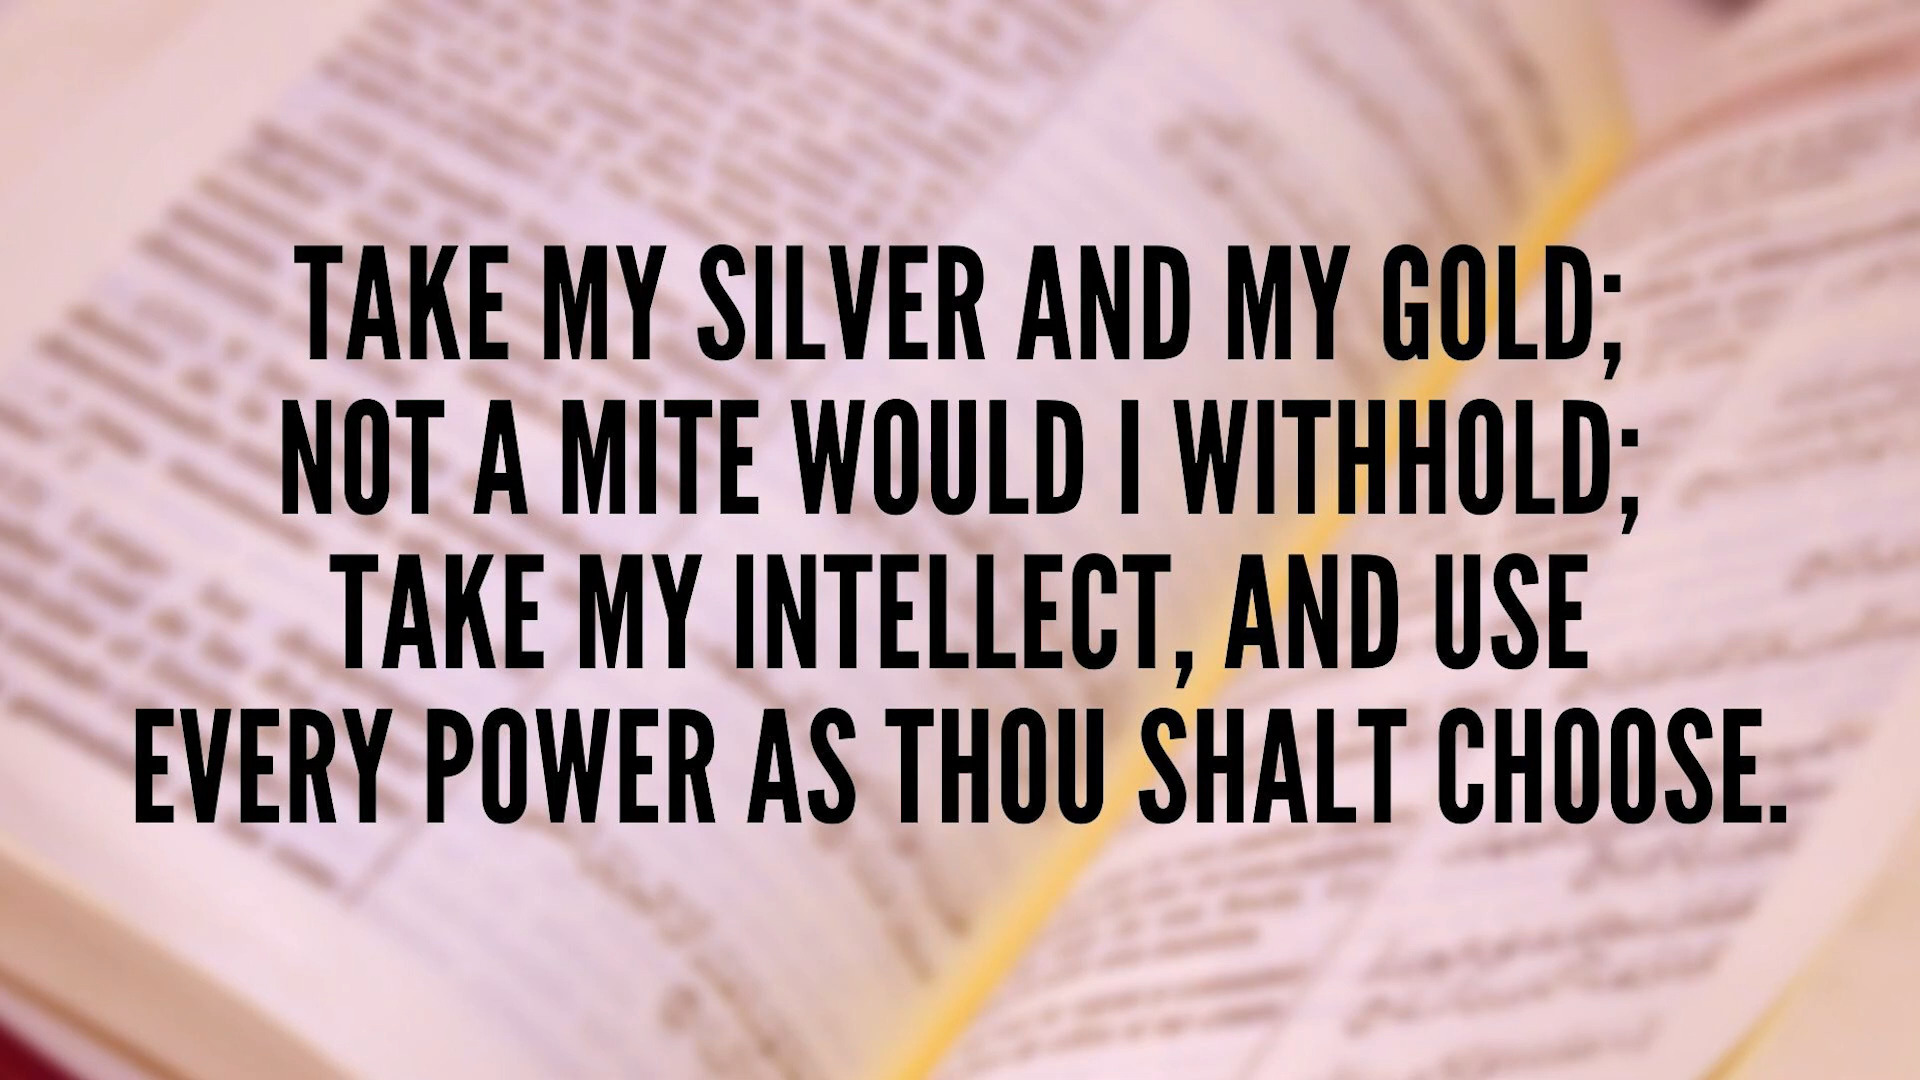 TAKE MY SILVER AND MY GOLD;
NOT A MITE WOULD I WITHHOLD;
TAKE MY INTELLECT, AND USE
EVERY POWER AS THOU SHALT CHOOSE.